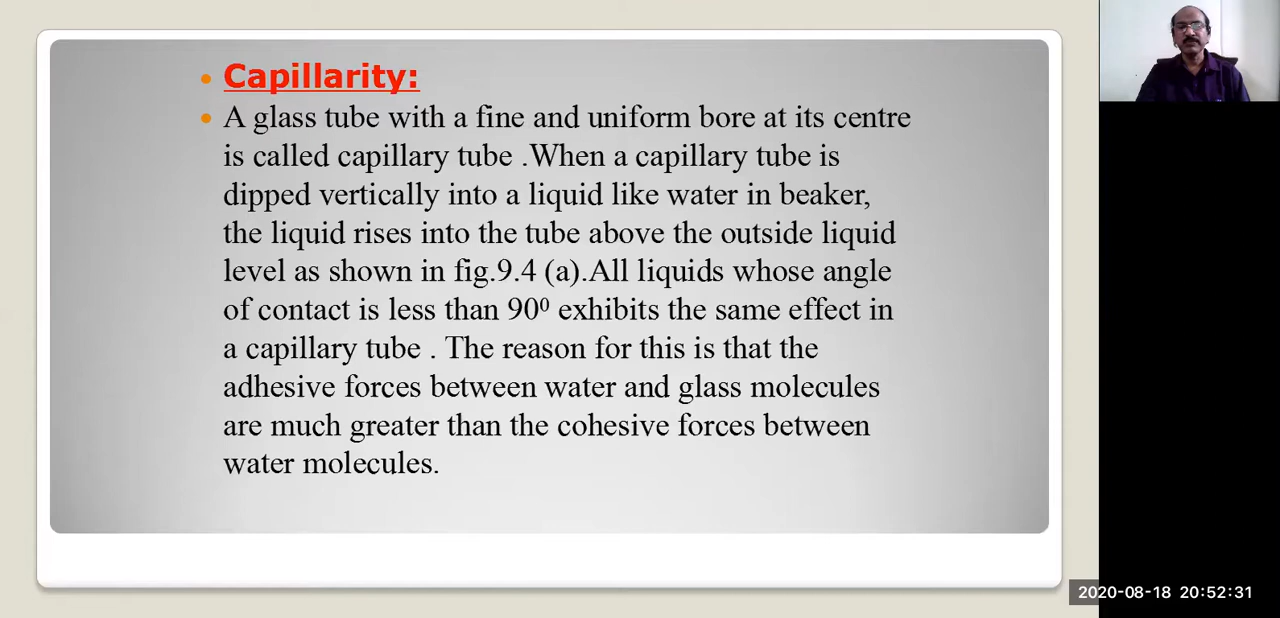 Capillarity:
A glass tube with a fine and uniform bore at its centre
is called capillary tube .When a capillary tube is
dipped vertically into a liquid like water in beaker,
the liquid rises into the tube above the outside liquid
level as shown in fig.9.4 (a).All liquids whose angle
of contact is less than 90⁰ exhibits the same effect in
a capillary tube . The reason for this is that the
adhesive forces between water and glass molecules
are much greater than the cohesive forces between
water molecules.
2020-08-18 20:52:31